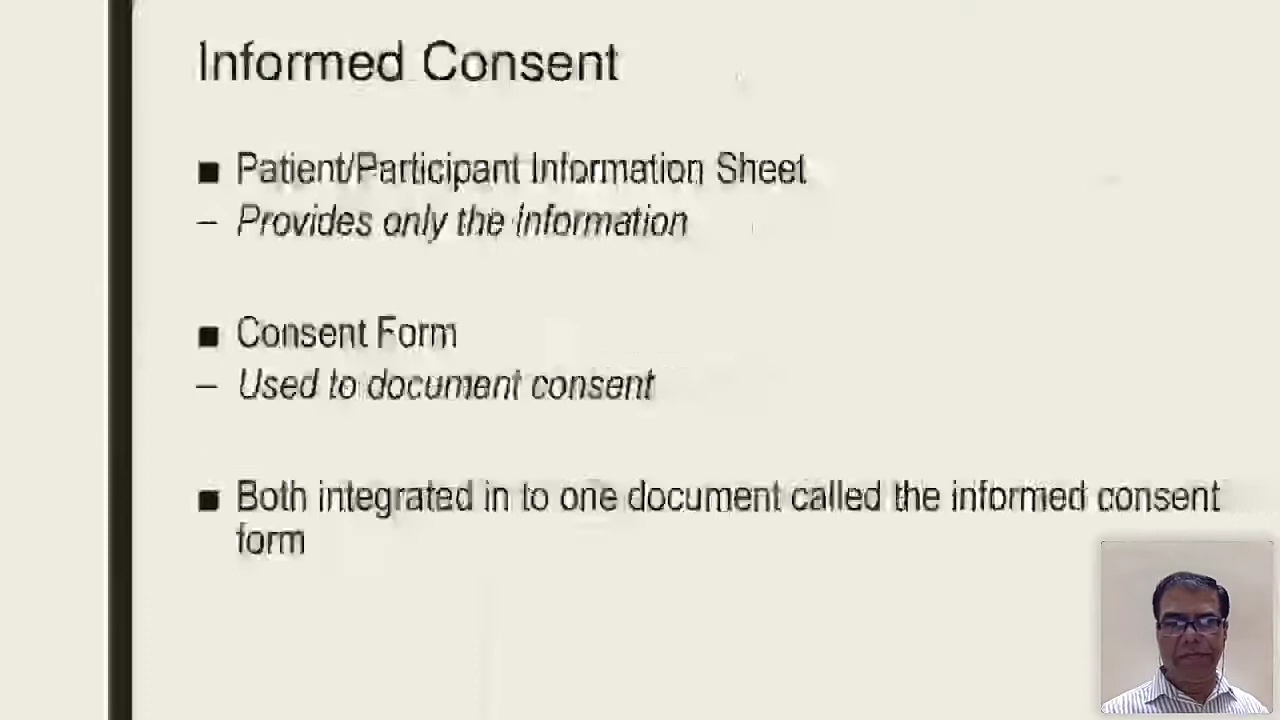 Informed Consent
■ Patient/Participant Information Sheet
– Provides only the information
■ Consent Form
– Used to document consent
■ Both integrated in to one document called the informed consent
form